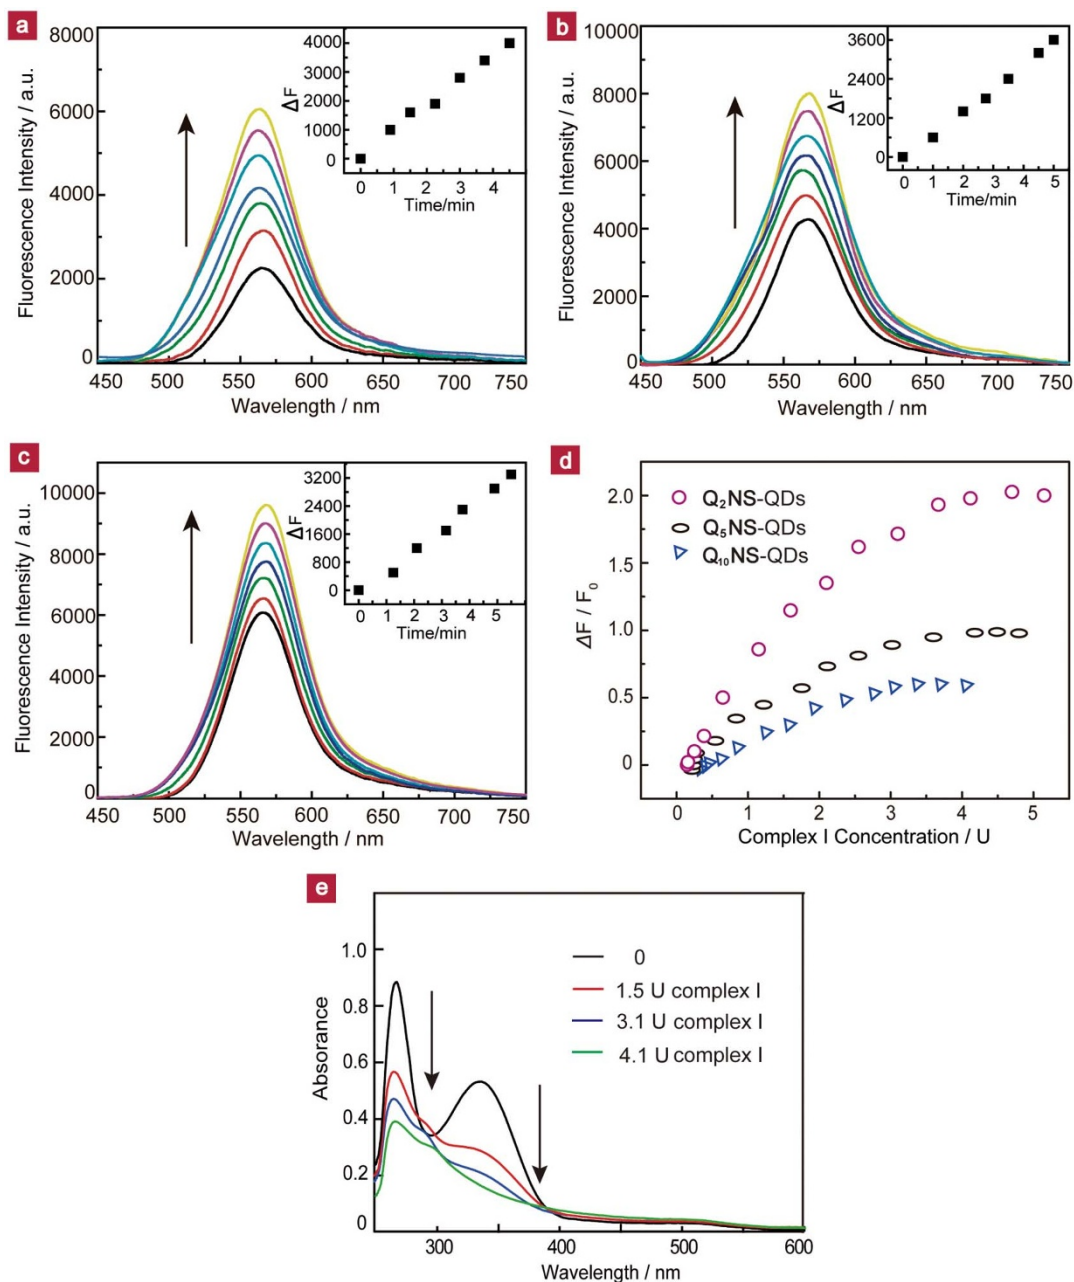 a
Fluorescence Intensity / a.u.
8000
6000
4000
2000
0
450 500 550 600 650 700 750
Wavelength / nm
ΔF
4000
3000
2000
1000
0
0 1 2 3 4
Time/min
b
Fluorescence Intensity / a.u.
10000
8000
6000
4000
2000
0
450 500 550 600 650 700 750
Wavelength / nm
ΔF
3600
2400
1200
0
0 1 2 3 4 5
Time/min
c
Fluorescence Intensity / a.u.
10000
8000
6000
4000
2000
0
450 500 550 600 650 700 750
Wavelength / nm
ΔF
3200
2400
1600
800
0
0 1 2 3 4 5
Time/min
d
ΔF / F₀
2.0
1.5
1.0
0.5
0
Q₂NS-QDs
Q₅NS-QDs
Q₁₀NS-QDs
0 1 2 3 4 5
Complex I Concentration / U
e
Absorance
1.0
0.8
0.6
0.4
0.2
0
0
1.5 U complex I
3.1 U complex I
4.1 U complex I
300 400 500 600
Wavelength / nm